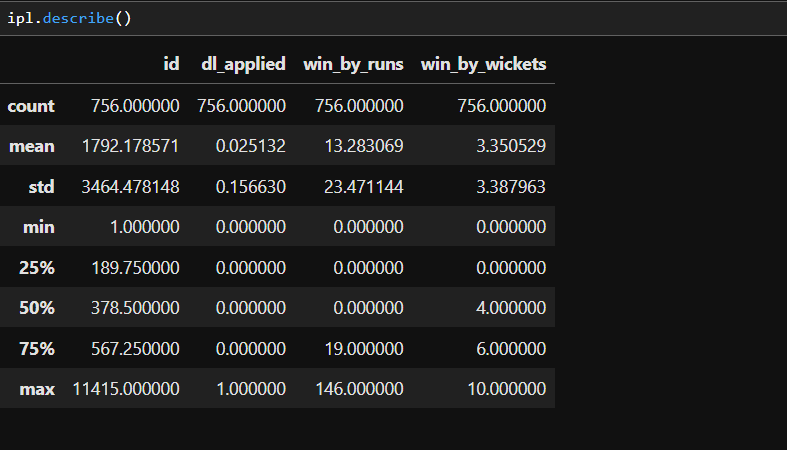 ipl.describe()
id dl_applied win_by_runs win_by_wickets
count 756.000000 756.000000 756.000000 756.000000
mean 1792.178571 0.025132 13.283069 3.350529
std 3464.478148 0.156630 23.471144 3.387963
min 1.000000 0.000000 0.000000 0.000000
25% 189.750000 0.000000 0.000000 0.000000
50% 378.500000 0.000000 0.000000 4.000000
75% 567.250000 0.000000 19.000000 6.000000
max 11415.000000 1.000000 146.000000 10.000000